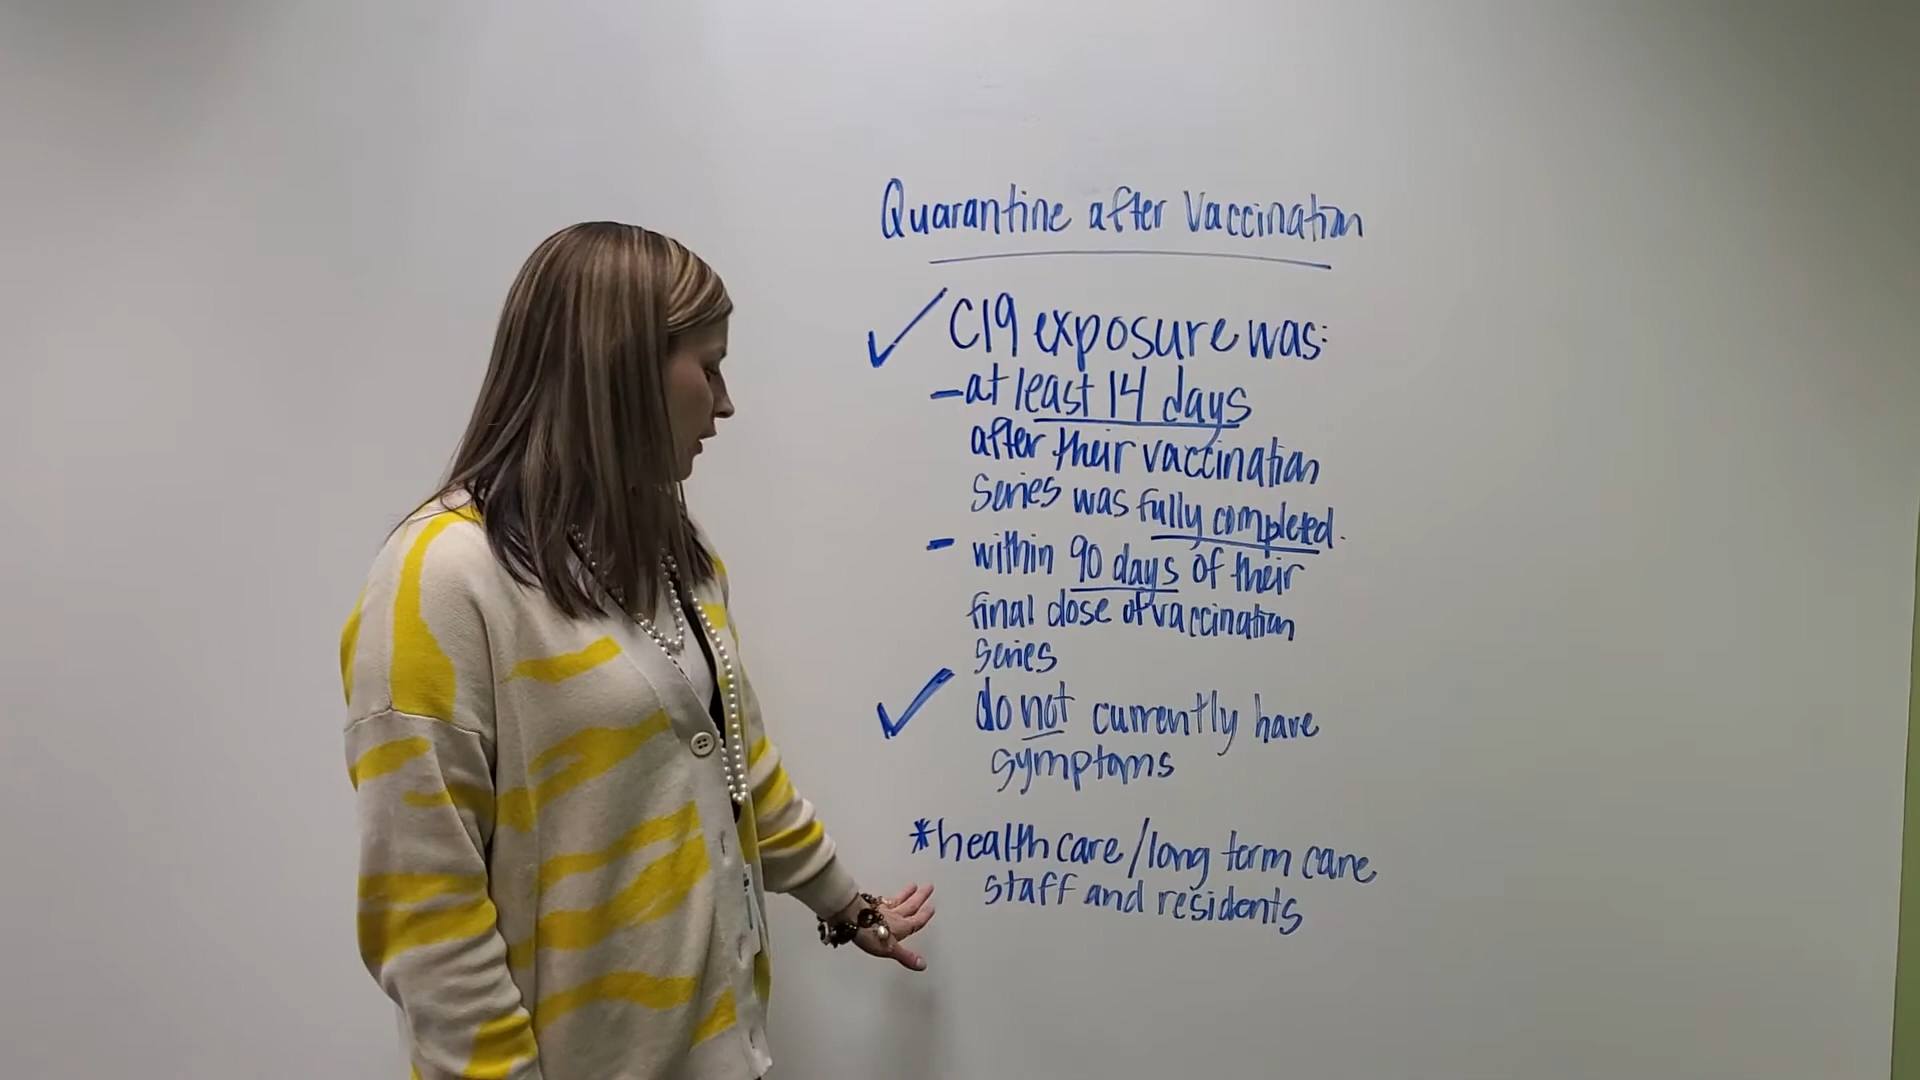 Quarantine after Vaccination
✓ C19 exposure was:
- at least 14 days
after their vaccination
series was fully completed.
- within 90 days of their
final dose of vaccination
series
✓ do not currently have
symptoms
*health care/long term care
staff and residents